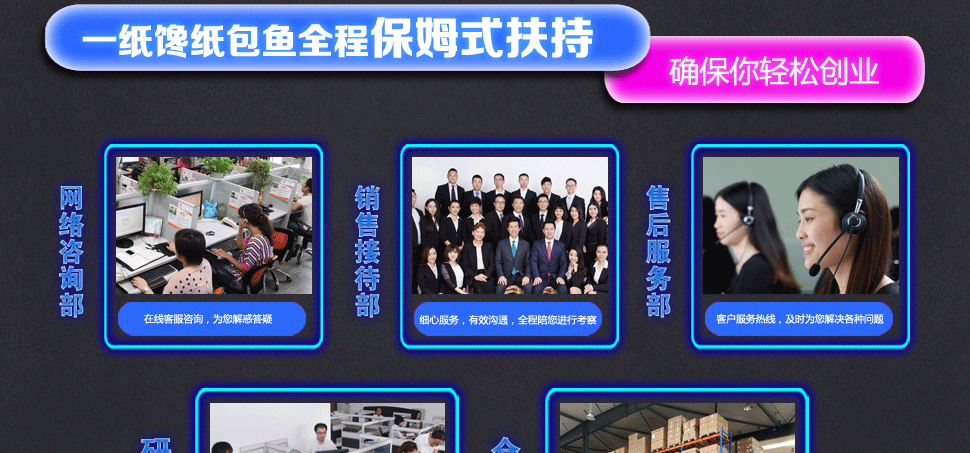 一纸馋纸包鱼全程保姆式扶持
确保你轻松创业
网络咨询部
在线客服咨询，为您解惑答疑
销售接待部
细心服务，有效沟通，全程陪您进行考察
售后服务部
客户服务热线，及时为您解决各种问题
研